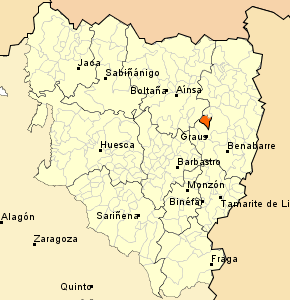 Jaca
Sabiñánigo
Boltaña
Aínsa
Graus
Huesca
Benabarre
Barbastro
Monzón
Binéfar
Tamarite de Li
Sariñena
Alagón
Zaragoza
Fraga
Quinto